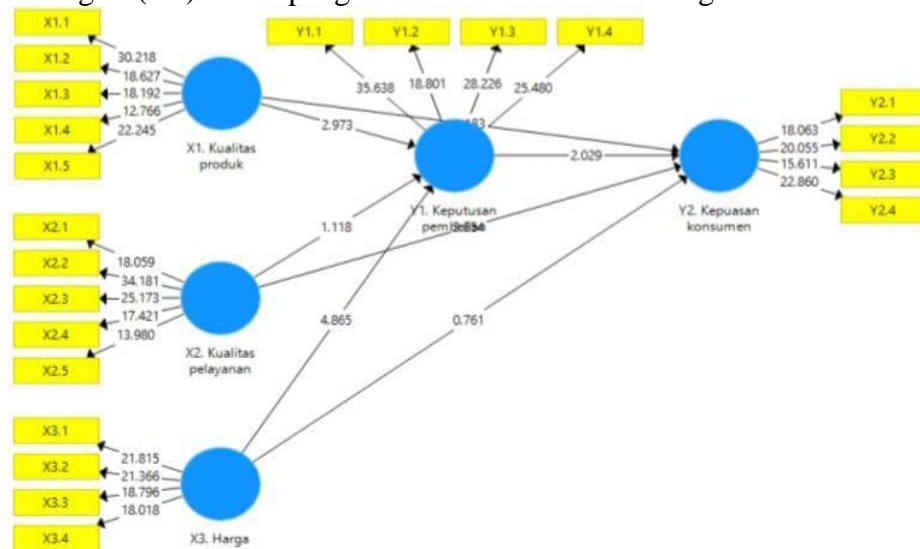 X1.1
X1.2
X1.3
X1.4
X1.5
30.218
18.627
18.192
12.766
22.245
X1. Kualitas
produk
Y1.1
Y1.2
Y1.3
Y1.4
35.638
18.801
28.226
25.480
2.973
2.029
Y1. Keputusan
Y2.1
Y2.2
Y2.3
Y2.4
18.063
20.055
15.611
22.860
Y2. Kepuasan
konsumen
X2.1
X2.2
X2.3
X2.4
X2.5
18.059
34.181
25.173
17.421
13.980
X2. Kualitas
pelayanan
1.118
4.865
0.761
X3.1
X3.2
X3.3
X3.4
21.815
21.366
18.796
18.018
X3. Harga